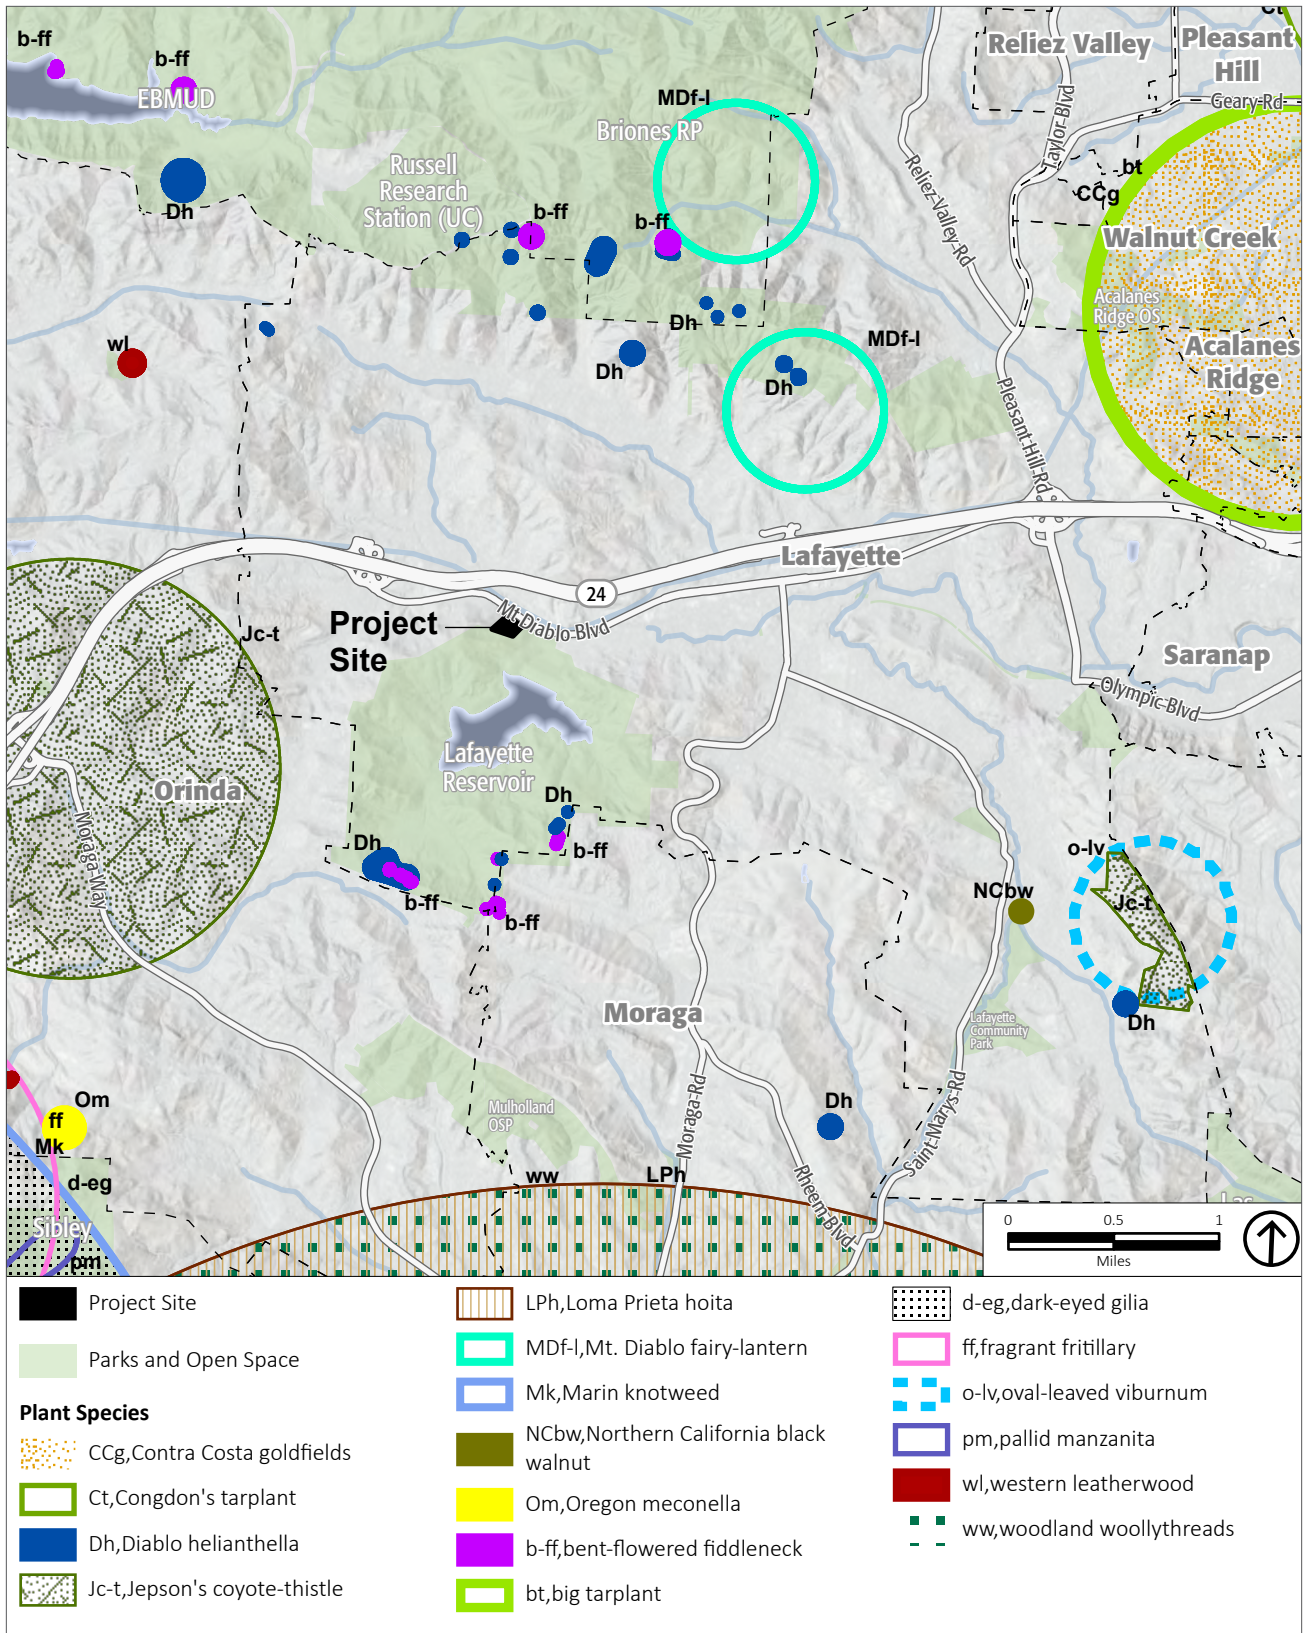 b-ff
b-ff
EBMUD
Dh
Russell
Research
Station (UC)
MDf-l
Briones RP
b-ff
b-ff
Reliez Valley
Pleasant
Hill
Ct
Geary Rd
Taylor Blvd
bt
CCg
Walnut Creek
Reliez Valley Rd
Acalanes
Ridge OS
Acalanes
Ridge
Dh
wl
Dh
MDf-l
Dh
Pleasant Hill Rd
Lafayette
24
Mt Diablo Blvd
Project
Site
Jc-t
Saranap
Olympic Blvd
Lafayette
Reservoir
Orinda
Moraga Way
Dh
b-ff
Dh
b-ff
b-ff
o-lv
NCbw
Jc-t
Dh
Moraga
Lafayette
Community
Park
Om
ff
Mk
d-eg
Sibley
pm
Mulholland
OSP
Dh
Moraga Rd
Saint Marys Rd
Rheem Blvd
ww
LPh
Las
0 0.5 1
Miles
Project Site
Parks and Open Space
Plant Species
CCg,Contra Costa goldfields
Ct,Congdon's tarplant
Dh,Diablo helianthella
Jc-t,Jepson's coyote-thistle
LPh,Loma Prieta hoita
MDf-l,Mt. Diablo fairy-lantern
Mk,Marin knotweed
NCbw,Northern California black
walnut
Om,Oregon meconella
b-ff,bent-flowered fiddleneck
bt,big tarplant
d-eg,dark-eyed gilia
ff,fragrant fritillary
o-lv,oval-leaved viburnum
pm,pallid manzanita
wl,western leatherwood
ww,woodland woollythreads